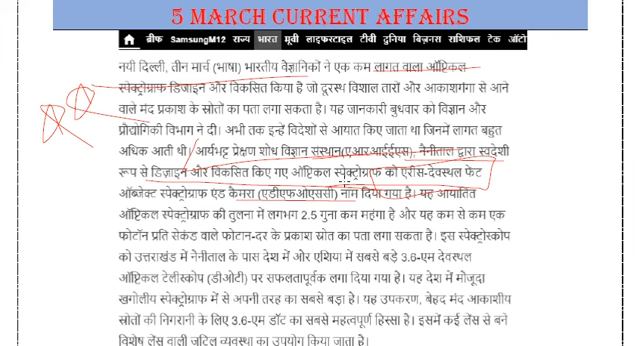 5 MARCH CURRENT AFFAIRS
ब्रीफ SamsungM12 राज्य भारत मूवी लाइफस्टाइल टीवी दुनिया बिज़नस राशिफल टेक ऑटो
नयी दिल्ली, तीन मार्च (भाषा) भारतीय वैज्ञानिकों ने एक कम लागत वाला ऑप्टिकल
स्पेक्ट्रोग्राफ डिजाइन और विकसित किया है जो दूरस्थ विशाल तारों और आकाशगंगा से आने
वाले मंद प्रकाश के स्रोतों का पता लगा सकता है। यह जानकारी बुधवार को विज्ञान और
प्रौद्योगिकी विभाग ने दी। अभी तक इन्हें विदेशों से आयात किए जाता था जिनमें लागत बहुत
अधिक आती थी। आर्यभट्ट प्रेक्षण शोध विज्ञान संस्थान(एआरआईईएस), नैनीताल द्वारा स्वदेशी
रूप से डिज़ाइन और विकसित किए गए ऑप्टिकल स्पेक्ट्रोग्राफ को एरीस-देवस्थल फेंट
ऑब्जेक्ट स्पेक्ट्रोग्राफ एंड कैमरा (एडीएफओएससी) नाम दिया गया है। यह आयातित
ऑप्टिकल स्पेक्ट्रोग्राफ की तुलना में लगभग 2.5 गुना कम महंगा है और यह कम से कम एक
फोटॉन प्रति सेकंड वाले फोटान-दर के प्रकाश स्रोत का पता लगा सकता है। इस स्पेक्ट्रोस्कोप
को उत्तराखंड में नैनीताल के पास देश में और एशिया में सबसे बड़े 3.6-एम देवस्थल
ऑप्टिकल टेलीस्कोप (डीओटी) पर सफलतापूर्वक लगा दिया गया है। यह देश में मौजूदा
खगोलीय स्पेक्ट्रोग्राफ में से अपनी तरह का सबसे बड़ा है। यह उपकरण, बेहद मंद आकाशीय
स्रोतों की निगरानी के लिए 3.6-एम डॉट का सबसे महत्वपूर्ण हिस्सा है। इसमें कई लेंस से बने
विशेष लेंस वाली जटिल व्यवस्था का उपयोग किया जाता है।